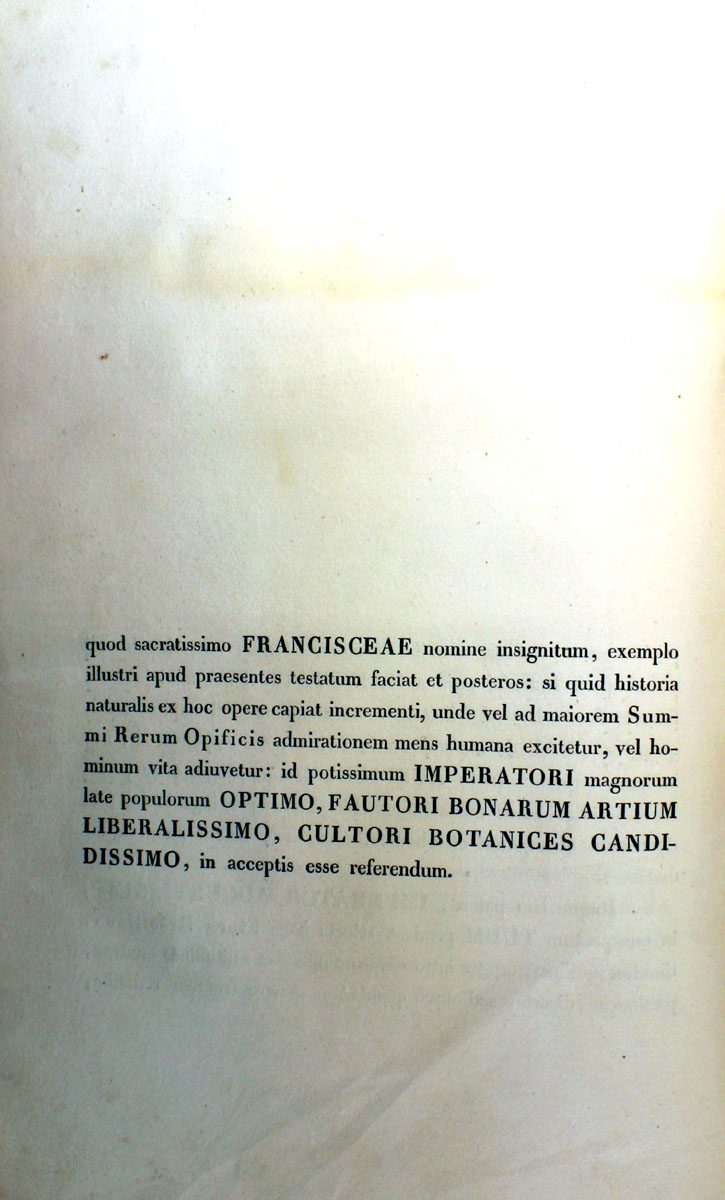 quod sacratissimo FRANCISCEAE nomine insignitum, exemplo
illustri apud praesentes testatum faciat et posteros: si quid historia
naturalis ex hoc opere capiat incrementi, unde vel ad maiorem Sum-
mi Rerum Opificis admirationem mens humana excitetur, vel ho-
minum vita adiuvetur: id potissimum IMPERATORI magnorum
late populorum OPTIMO, FAUTORI BONARUM ARTIUM
LIBERALISSIMO, CULTORI BOTANICES CANDI-
DISSIMO, in acceptis esse referendum.